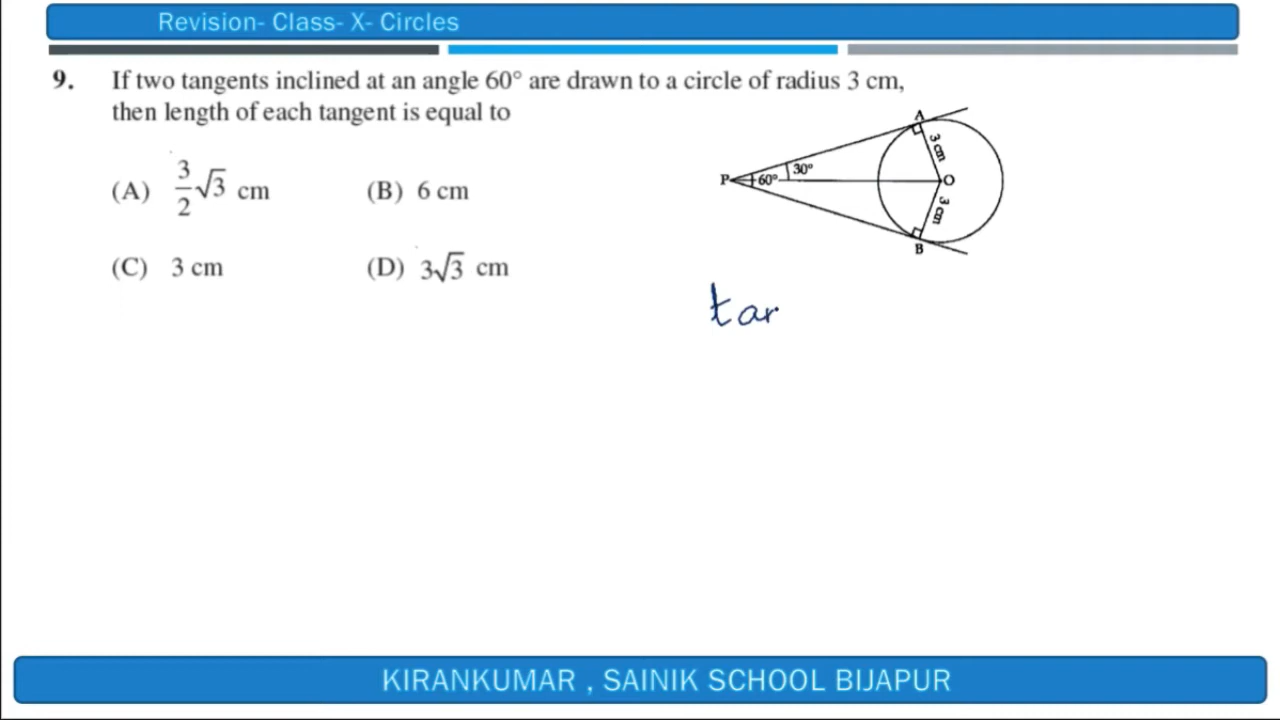 Revision- Class- X- Circles
9. If two tangents inclined at an angle 60° are drawn to a circle of radius 3 cm,
then length of each tangent is equal to
(A) 3/2 √3 cm (B) 6 cm
(C) 3 cm (D) 3√3 cm
A
3 cm
30°
P 60° O
3 cm
B
tan
KIRANKUMAR , SAINIK SCHOOL BIJAPUR